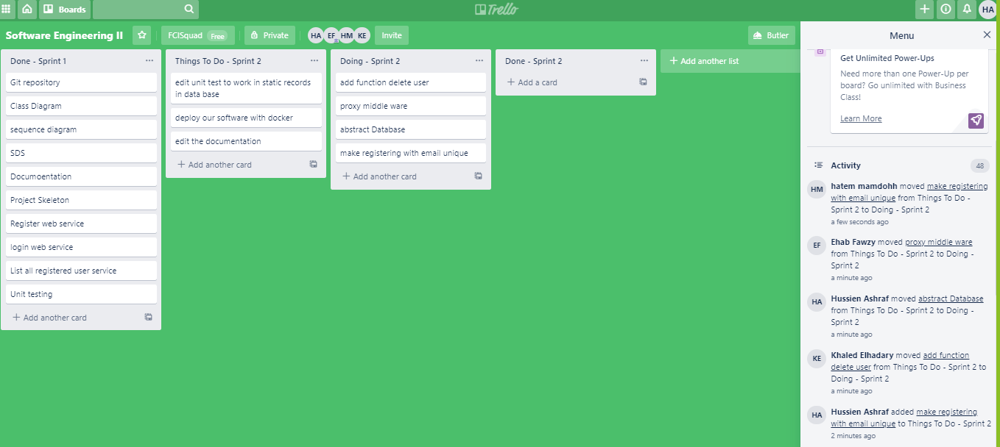 Boards
Trello
HA
Software Engineering II
FCISquad Free
Private
HA EF HM KE
Invite
Butler
Done - Sprint 1
Git repository
Class Diagram
sequence diagram
SDS
Documoentation
Project Skeleton
Register web service
login web service
List all registered user service
Unit testing
+ Add another card
Things To Do - Sprint 2
edit unit test to work in static records
in data base
deploy our software with docker
edit the documentation
+ Add another card
Doing - Sprint 2
add function delete user
proxy middle ware
abstract Database
make registering with email unique
+ Add another card
Done - Sprint 2
+ Add a card
+ Add another list
Menu
Get Unlimited Power-Ups
Need more than one Power-Up per
board? Go unlimited with Business
Class!
Learn More
Activity 48
HM hatem mamdohh moved make registering
with email unique from Things To Do -
Sprint 2 to Doing - Sprint 2
a few seconds ago
EF Ehab Fawzy moved proxy middle ware
from Things To Do - Sprint 2 to Doing -
Sprint 2
a minute ago
HA Hussien Ashraf moved abstract Database
from Things To Do - Sprint 2 to Doing -
Sprint 2
a minute ago
KE Khaled Elhadary moved add function
delete user from Things To Do - Sprint 2 to
Doing - Sprint 2
a minute ago
HA Hussien Ashraf added make registering
with email unique to Things To Do - Sprint 2
2 minutes ago